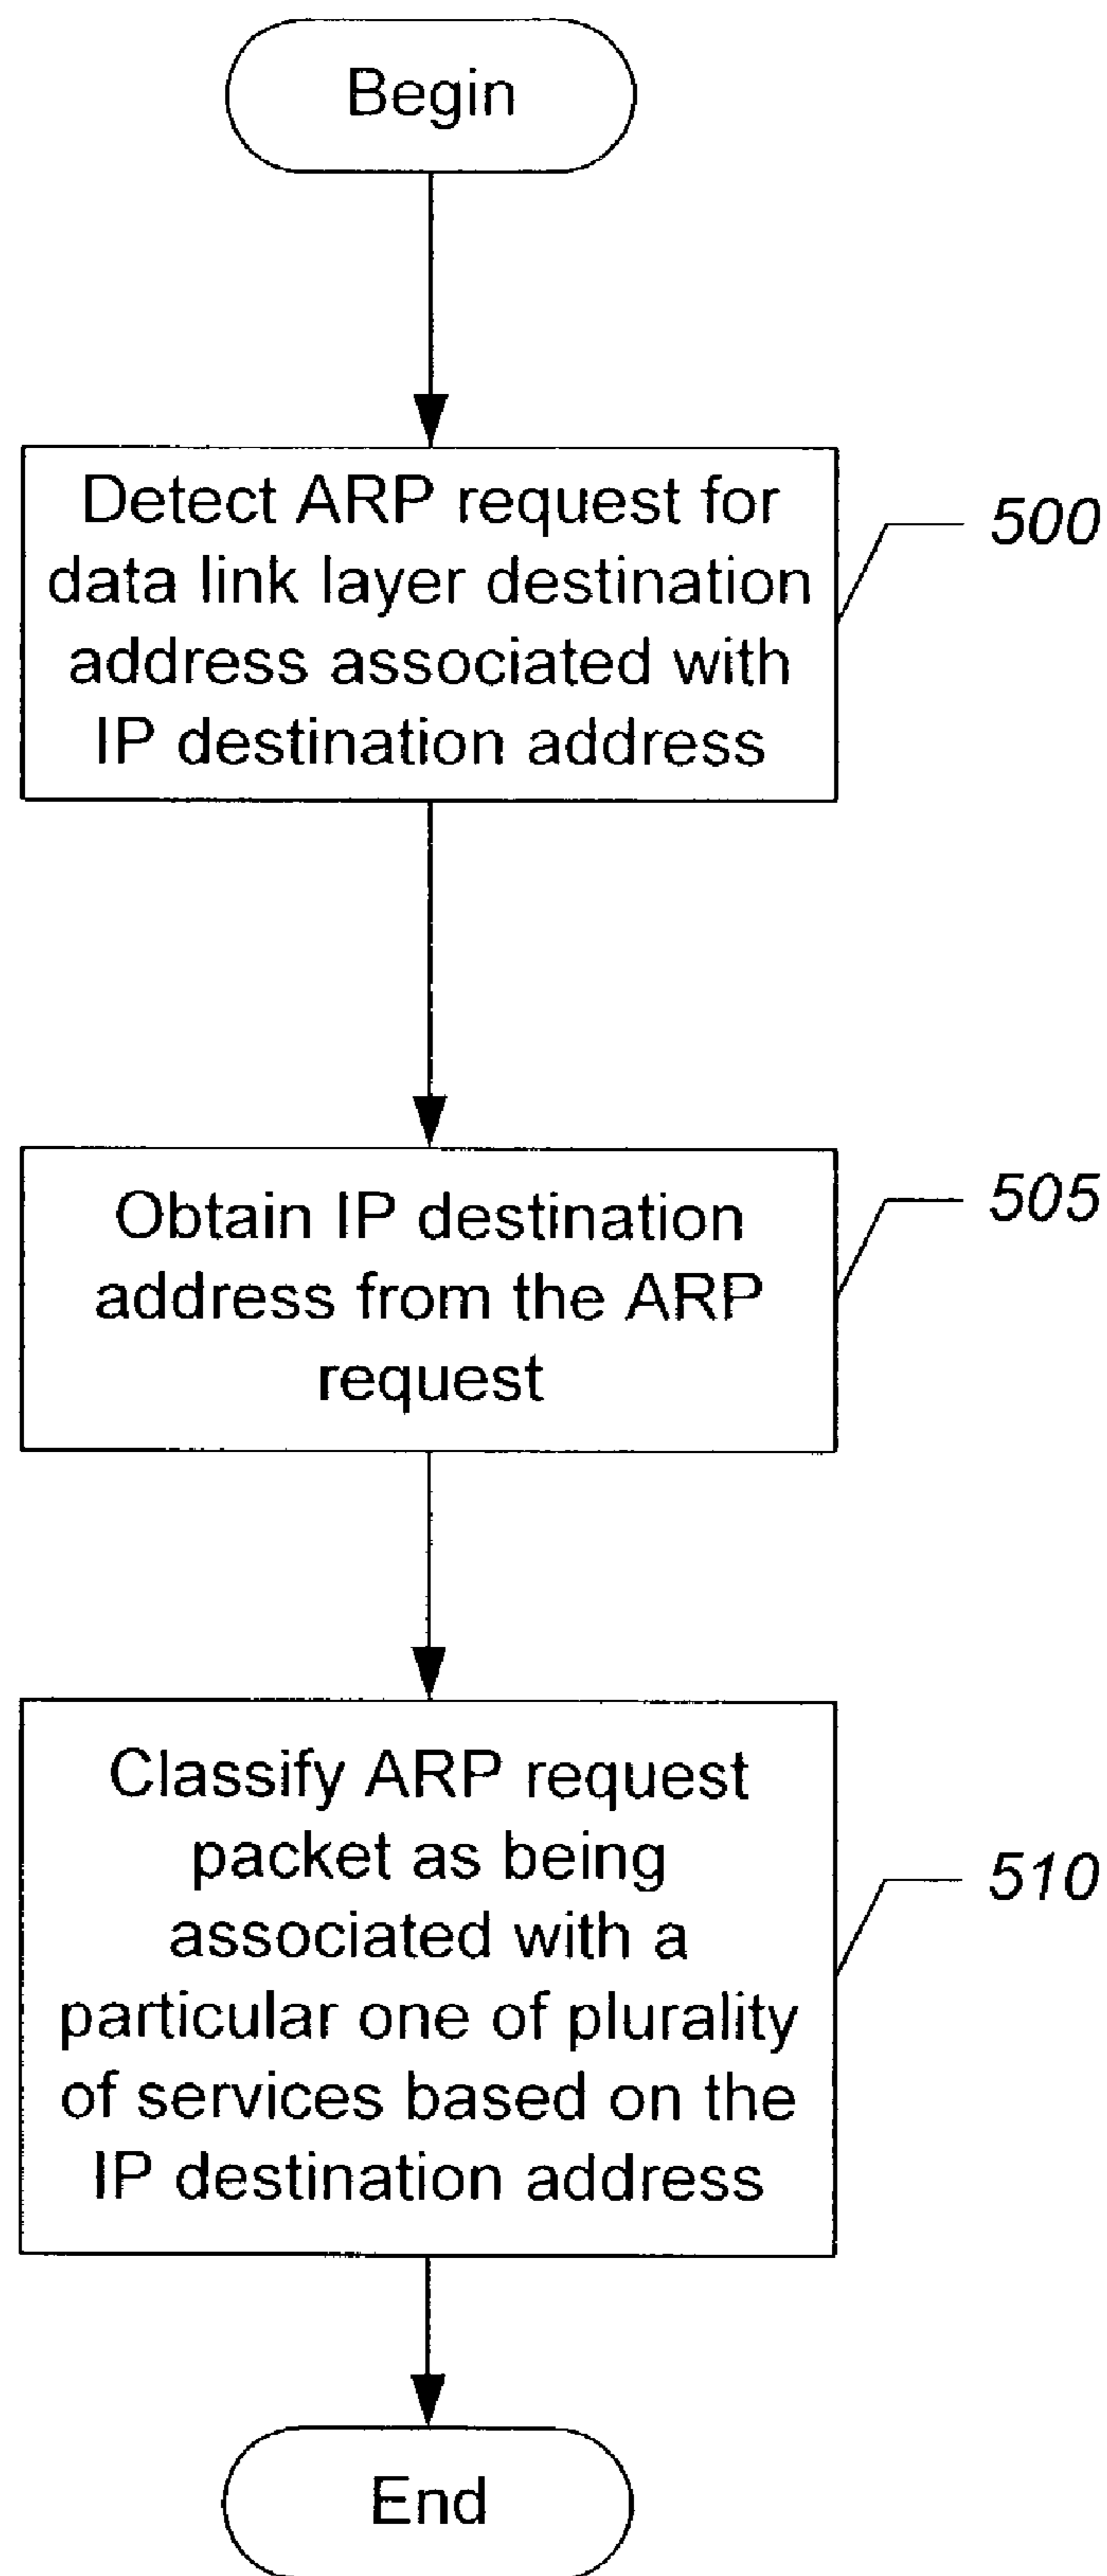 Begin
Detect ARP request for
data link layer destination
address associated with
IP destination address
500
Obtain IP destination
address from the ARP
request
505
Classify ARP request
packet as being
associated with a
particular one of plurality
of services based on the
IP destination address
510
End